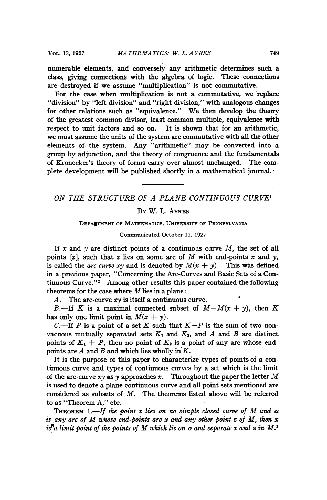 VOL. 13, 1927 MATHEMATICS: W. L. AYRES 749
numerable elements, and conversely any arithmetic determines such a
class, giving connections with the algebra of logic. These connections
are destroyed if we assume "multiplication" is not commutative.
For the case when multiplication is not a commutative, we replace
"division" by "left division" and "right division," with analogous changes
for other relations such as "equivalence." We then develop the theory
of the greatest common divisor, least common multiple, equivalence with
respect to unit factors and so on. It is shown that for an arithmetic,
we must assume the units of the system are commutative with all the other
elements of the system. Any "arithmetic" may be converted into a
group by adjunction, and the theory of congruence and the fundamentals
of Kronecker's theory of forms carry over almost unchanged. The com-
plete development will be published shortly in a mathematical journal.
ON THE STRUCTURE OF A PLANE CONTINUOUS CURVE¹
BY W. L. AYRES
DEPARTMENT OF MATHEMATICS, UNIVERSITY OF PENNSYLVANIA
Communicated October 11, 1927
If x and y are distinct points of a continuous curve M, the set of all
points [z], such that z lies on some arc of M with end-points x and y,
is called the arc-curve xy and is denoted by M(x + y). This was defined
in a previous paper, "Concerning the Arc-Curves and Basic Sets of a Con-
tinuous Curve."² Among other results this paper contained the following
theorems for the case where M lies in a plane:
A. The arc-curve xy is itself a continuous curve.
B.—If K is a maximal connected subset of M−M(x + y), then K
has only one limit point in M(x + y).
C.—If P is a point of a set K such that K−P is the sum of two non-
vacuous mutually separated sets K₁ and K₂, and A and B are distinct
points of K₁ + P, then no point of K₂ is a point of any arc whose end-
points are A and B and which lies wholly in K.
It is the purpose of this paper to characterize types of points of a con-
tinuous curve and types of continuous curves by a set which is the limit
of the arc-curve xy as y approaches x. Throughout the paper the letter M
is used to denote a plane continuous curve and all point sets mentioned are
considered as subsets of M. The theorems listed above will be referred
to as "Theorem A," etc.
THEOREM 1.—If the point x lies on no simple closed curve of M and α
is any arc of M whose end-points are x and any other point z of M, then x
is a limit point of the points of M which lie on α and separate x and z in M.³